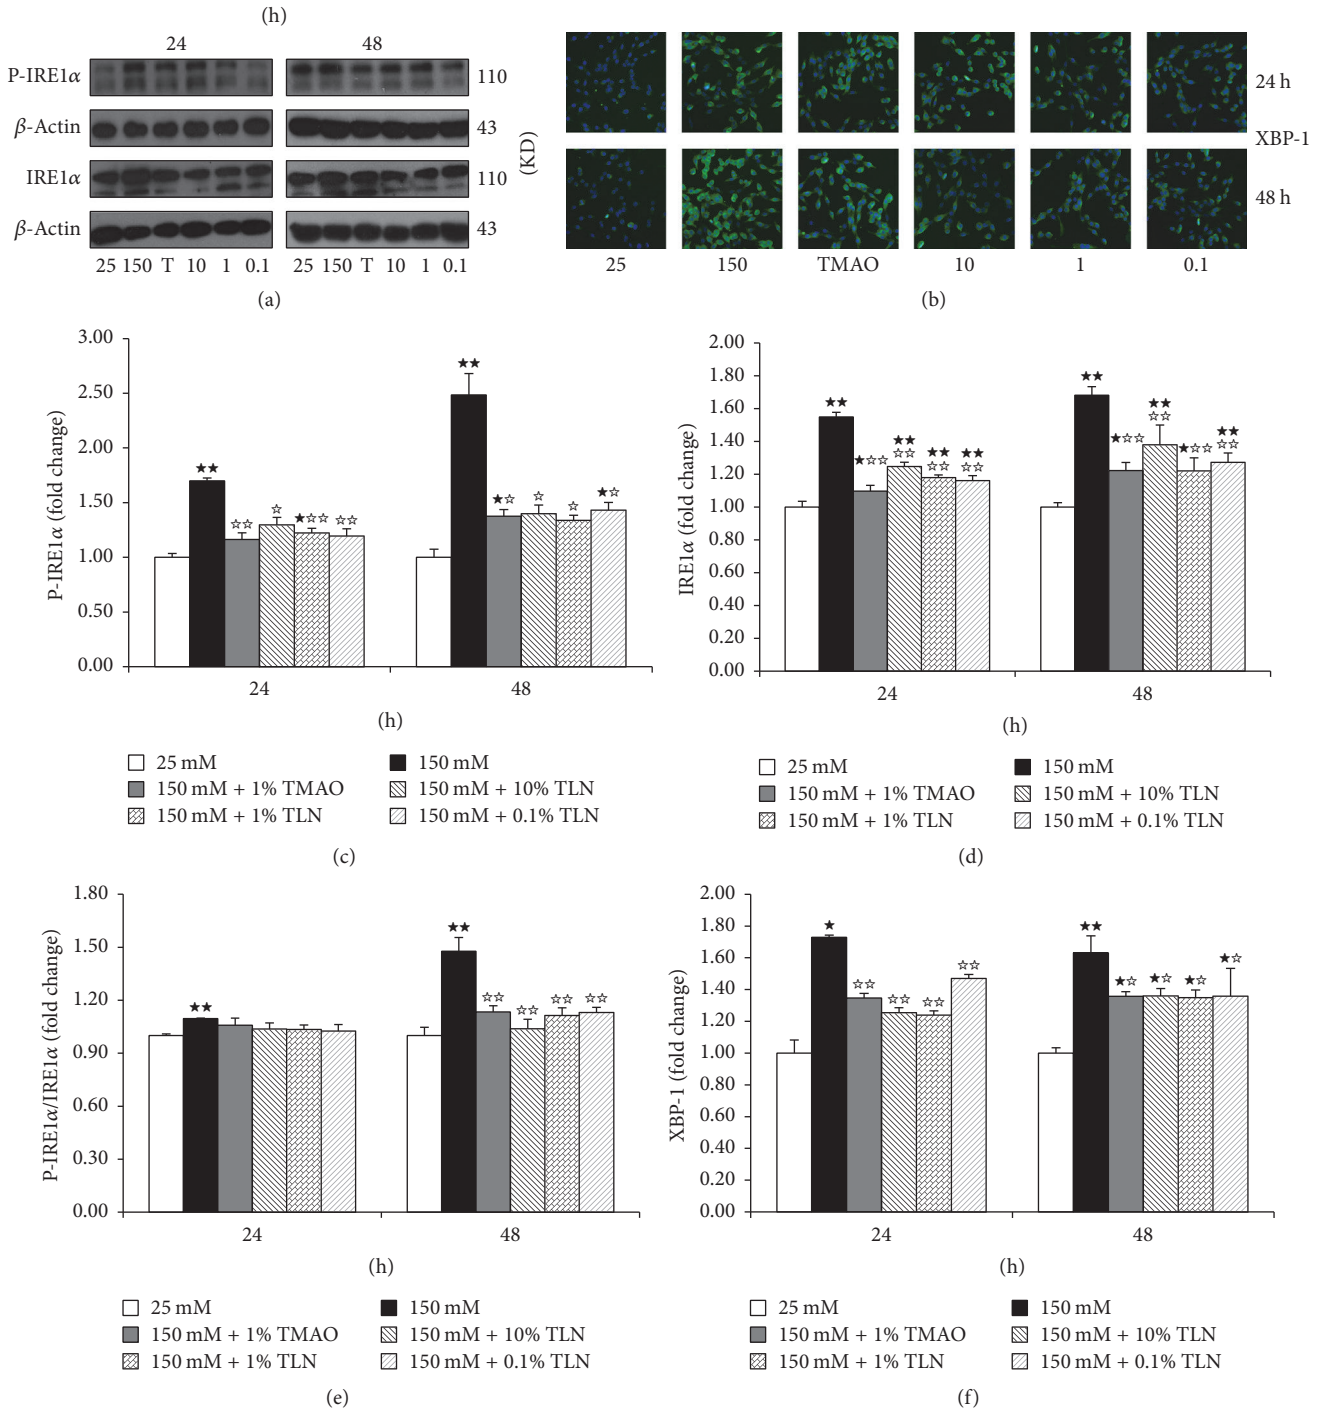 (h)
24 48
P-IRE1α 110
β-Actin 43
IRE1α 110
β-Actin 43
(KD)
25 150 T 10 1 0.1 25 150 T 10 1 0.1
(a)
24 h
XBP-1
48 h
25 150 TMAO 10 1 0.1
(b)
P-IRE1α (fold change)
3.00
2.50
2.00
1.50
1.00
0.50
0.00
★★
☆☆
☆
★☆☆
☆☆
★★
★☆
☆
☆
★☆
24 48
(h)
25 mM 150 mM
150 mM + 1% TMAO 150 mM + 10% TLN
150 mM + 1% TLN 150 mM + 0.1% TLN
(c)
IRE1α (fold change)
2.00
1.80
1.60
1.40
1.20
1.00
0.80
0.60
0.40
0.20
0.00
★★
★☆☆
★★
☆☆
★★
☆☆
★★
☆☆
★★
★☆☆
★★
☆☆
★☆☆
★★
☆☆
24 48
(h)
25 mM 150 mM
150 mM + 1% TMAO 150 mM + 10% TLN
150 mM + 1% TLN 150 mM + 0.1% TLN
(d)
P-IRE1α/IRE1α (fold change)
1.80
1.50
1.20
0.90
0.60
0.30
0.00
★★
★★
☆☆
☆☆
☆☆
☆☆
24 48
(h)
25 mM 150 mM
150 mM + 1% TMAO 150 mM + 10% TLN
150 mM + 1% TLN 150 mM + 0.1% TLN
(e)
XBP-1 (fold change)
2.00
1.80
1.60
1.40
1.20
1.00
0.80
0.60
0.40
0.20
0.00
★
☆☆
☆☆
☆☆
☆☆
★★
★☆
★☆
★☆
★☆
24 48
(h)
25 mM 150 mM
150 mM + 1% TMAO 150 mM + 10% TLN
150 mM + 1% TLN 150 mM + 0.1% TLN
(f)